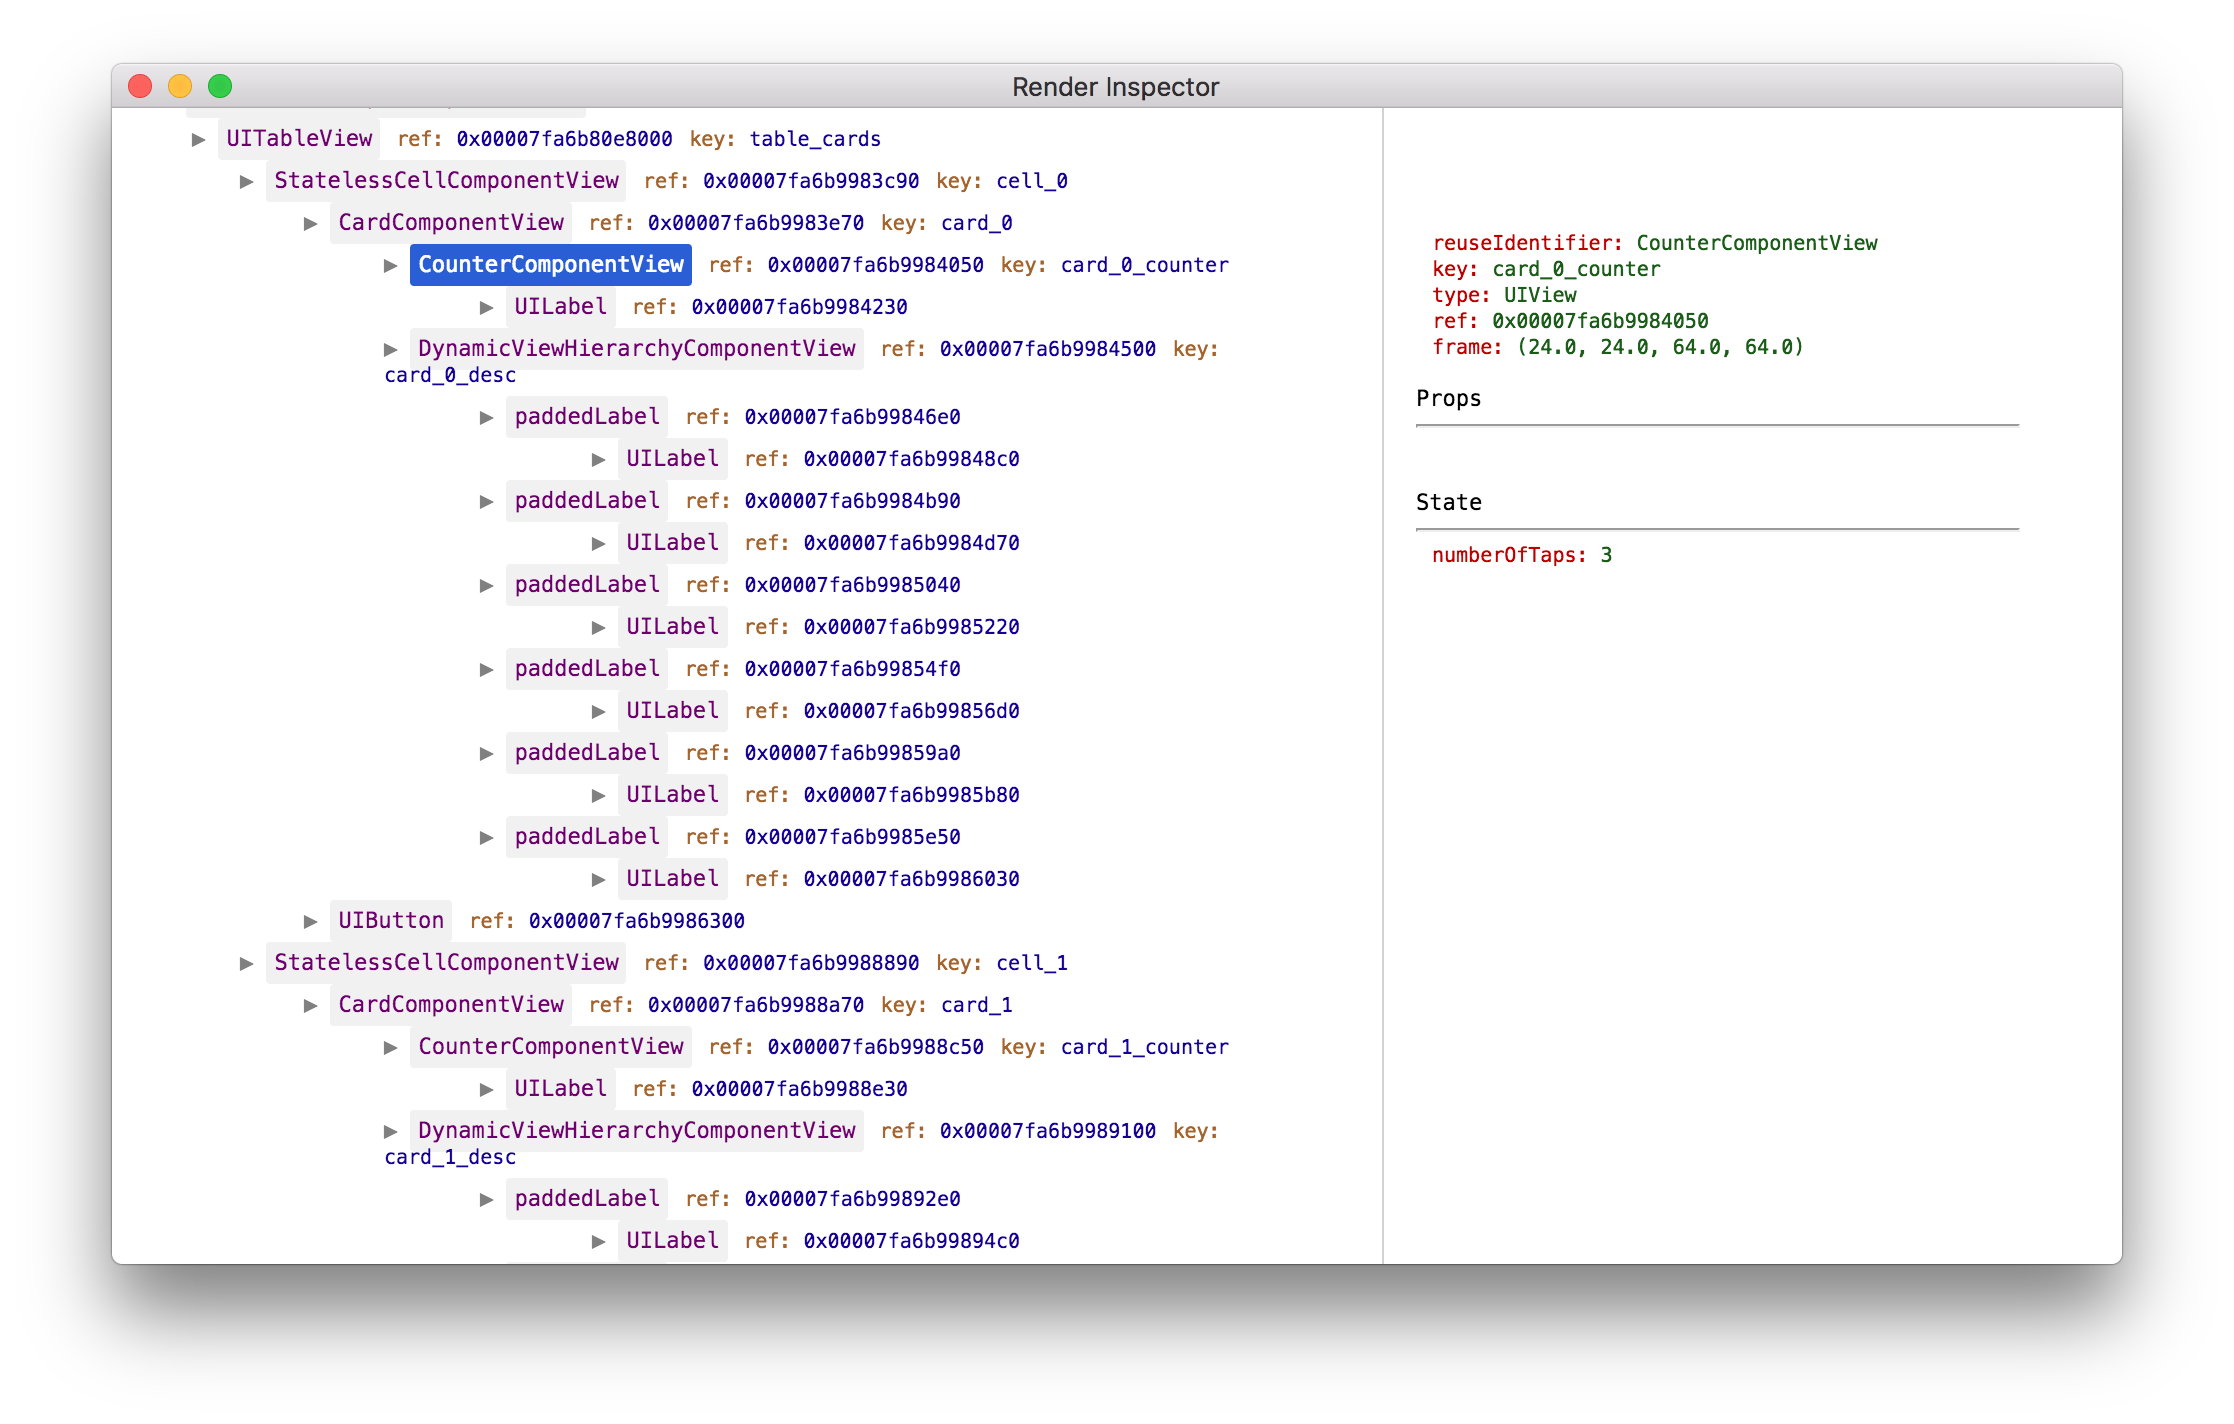 Render Inspector
▶ UITableView ref: 0x00007fa6b80e8000 key: table_cards
▶ StatelessCellComponentView ref: 0x00007fa6b9983c90 key: cell_0
▶ CardComponentView ref: 0x00007fa6b9983e70 key: card_0
▶ CounterComponentView ref: 0x00007fa6b9984050 key: card_0_counter
▶ UILabel ref: 0x00007fa6b9984230
▶ DynamicViewHierarchyComponentView ref: 0x00007fa6b9984500 key:
card_0_desc
▶ paddedLabel ref: 0x00007fa6b99846e0
▶ UILabel ref: 0x00007fa6b99848c0
▶ paddedLabel ref: 0x00007fa6b9984b90
▶ UILabel ref: 0x00007fa6b9984d70
▶ paddedLabel ref: 0x00007fa6b9985040
▶ UILabel ref: 0x00007fa6b9985220
▶ paddedLabel ref: 0x00007fa6b99854f0
▶ UILabel ref: 0x00007fa6b99856d0
▶ paddedLabel ref: 0x00007fa6b99859a0
▶ UILabel ref: 0x00007fa6b9985b80
▶ paddedLabel ref: 0x00007fa6b9985e50
▶ UILabel ref: 0x00007fa6b9986030
▶ UIButton ref: 0x00007fa6b9986300
▶ StatelessCellComponentView ref: 0x00007fa6b9988890 key: cell_1
▶ CardComponentView ref: 0x00007fa6b9988a70 key: card_1
▶ CounterComponentView ref: 0x00007fa6b9988c50 key: card_1_counter
▶ UILabel ref: 0x00007fa6b9988e30
▶ DynamicViewHierarchyComponentView ref: 0x00007fa6b9989100 key:
card_1_desc
▶ paddedLabel ref: 0x00007fa6b99892e0
▶ UILabel ref: 0x00007fa6b99894c0
reuseIdentifier: CounterComponentView
key: card_0_counter
type: UIView
ref: 0x00007fa6b9984050
frame: (24.0, 24.0, 64.0, 64.0)
Props
State
numberOfTaps: 3